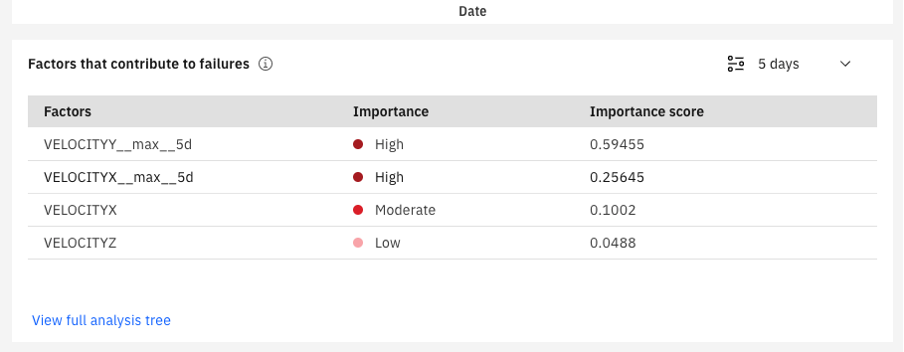 Date
Factors that contribute to failures
5 days
Factors Importance Importance score
VELOCITYY__max__5d High 0.59455
VELOCITYX__max__5d High 0.25645
VELOCITYX Moderate 0.1002
VELOCITYZ Low 0.0488
View full analysis tree